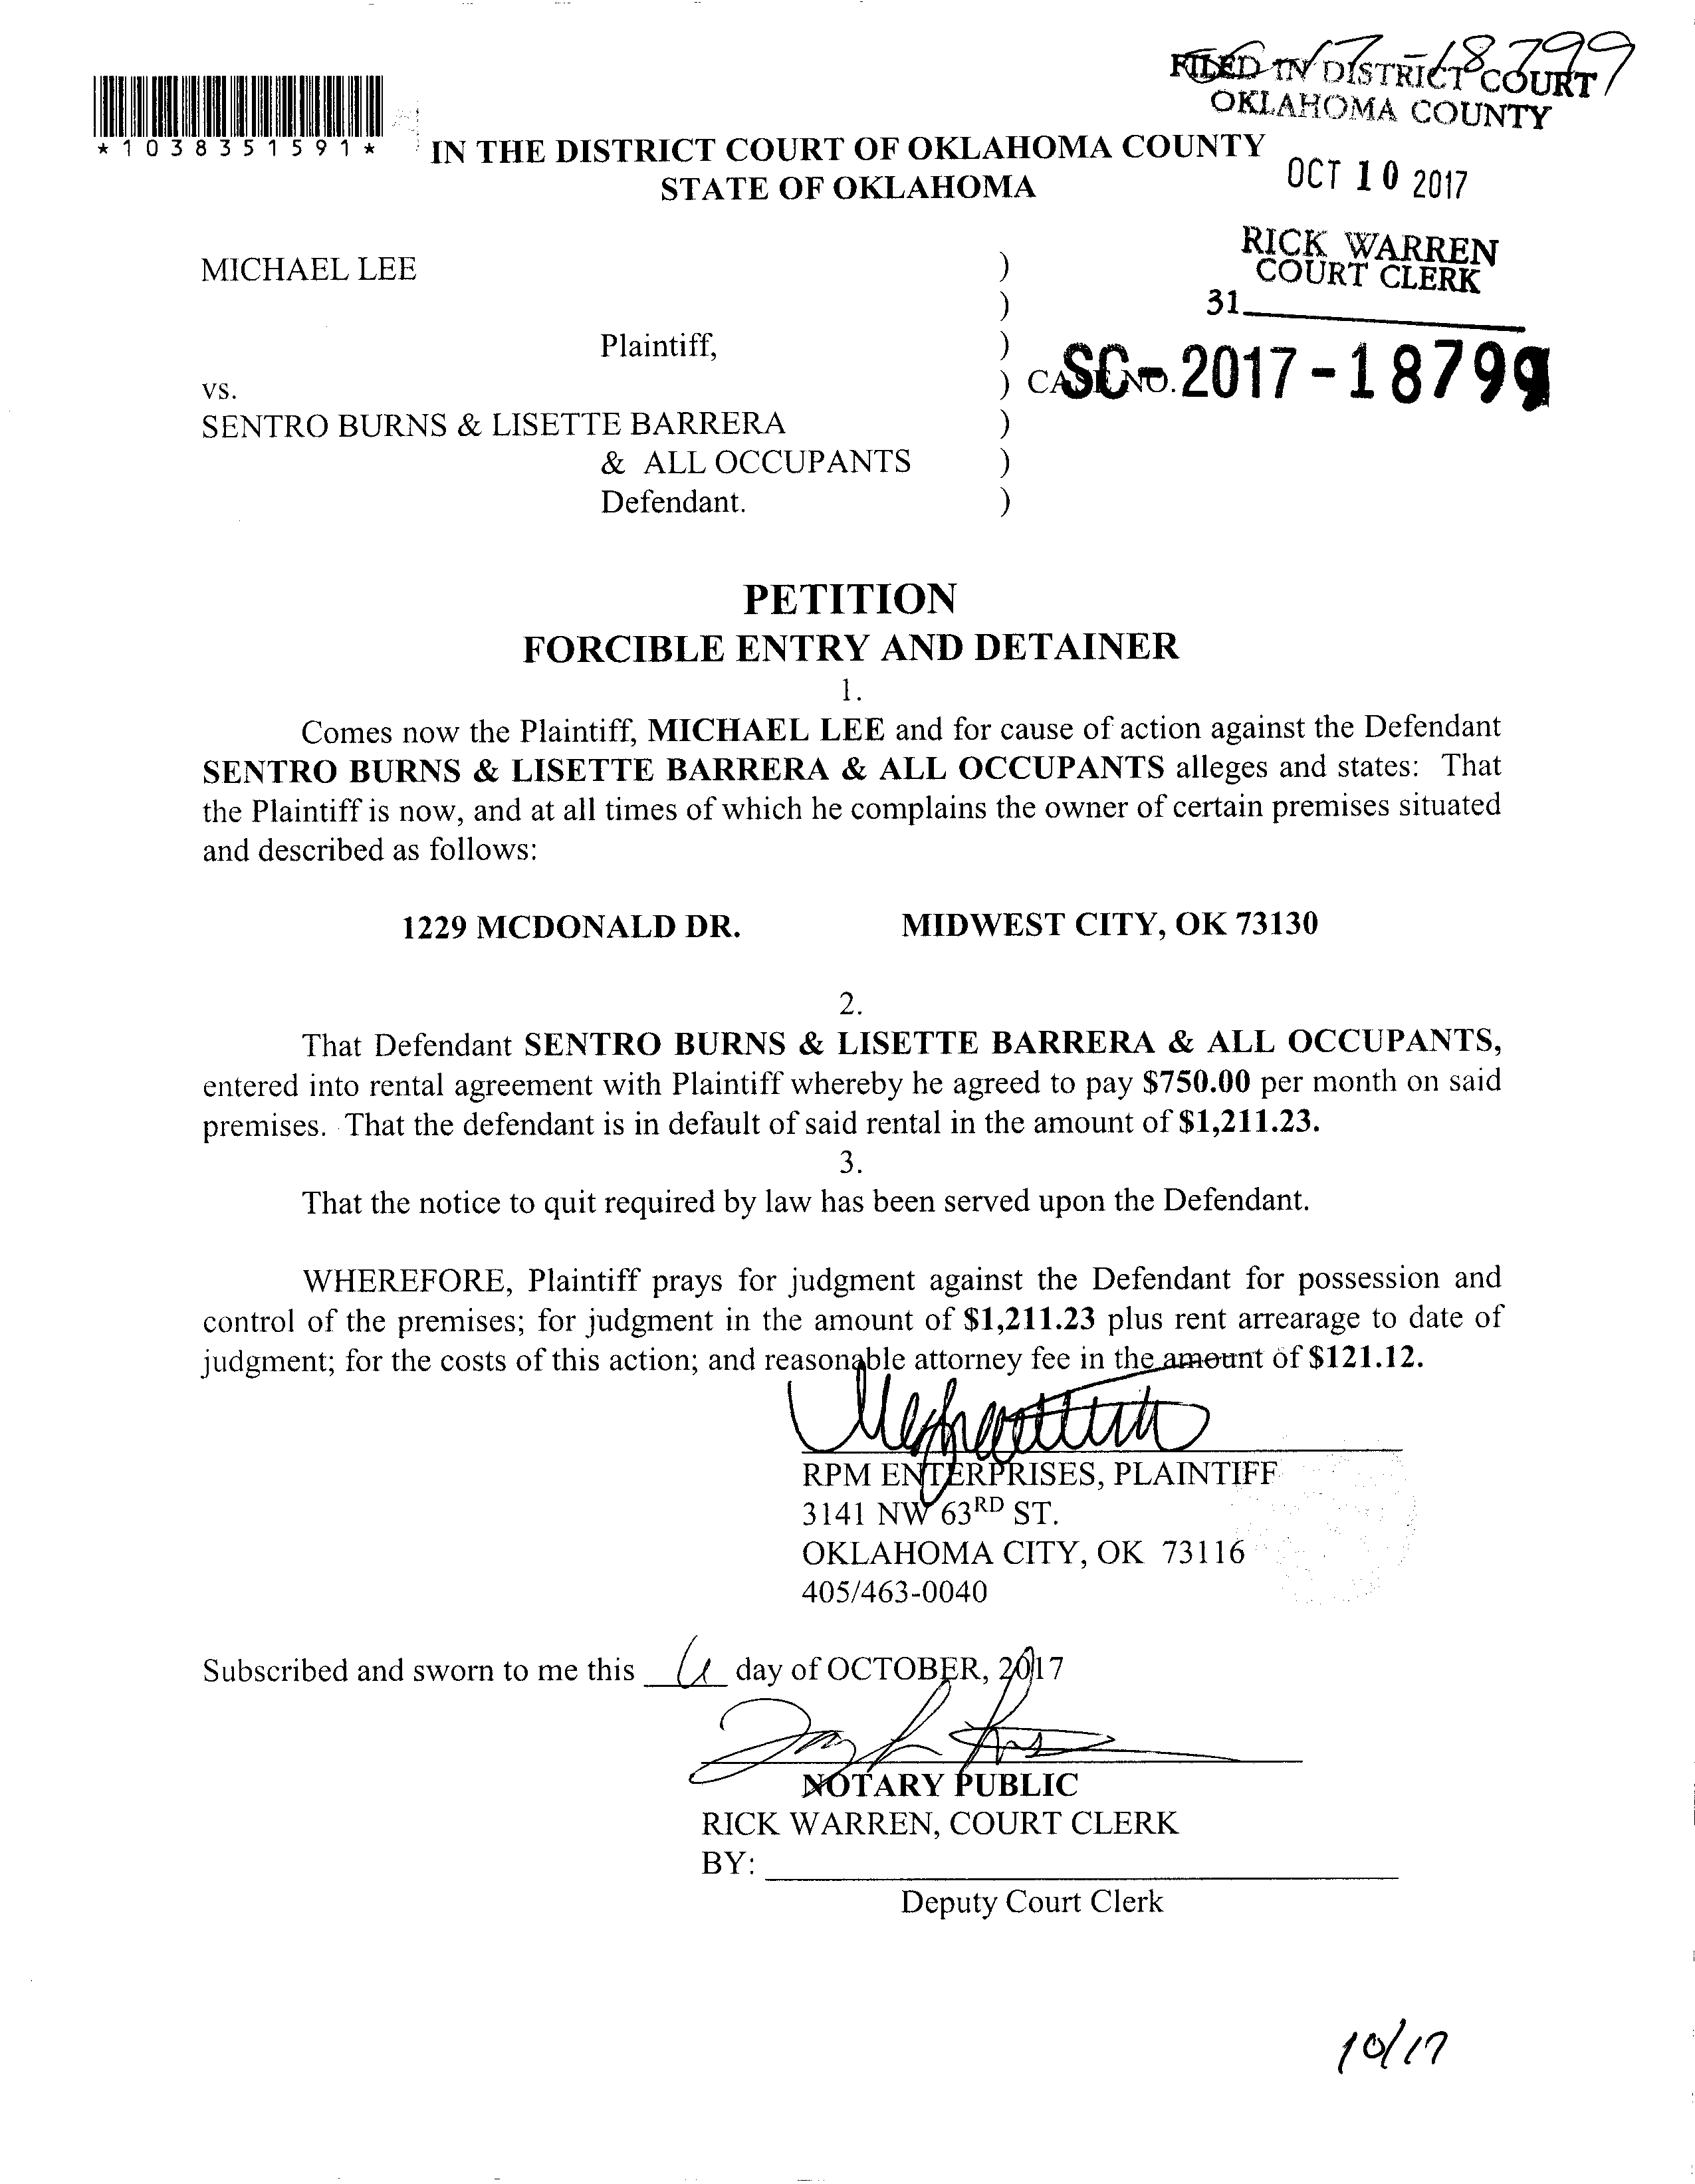 SC-17-18799
FILED IN DISTRICT COURT
OKLAHOMA COUNTY
*1038351591*
IN THE DISTRICT COURT OF OKLAHOMA COUNTY
STATE OF OKLAHOMA
OCT 10 2017
RICK WARREN
COURT CLERK
31
MICHAEL LEE )
)
Plaintiff, )
vs. ) CASE NO. SC-2017-18799
SENTRO BURNS & LISETTE BARRERA )
& ALL OCCUPANTS )
Defendant. )
PETITION
FORCIBLE ENTRY AND DETAINER
1.
Comes now the Plaintiff, MICHAEL LEE and for cause of action against the Defendant
SENTRO BURNS & LISETTE BARRERA & ALL OCCUPANTS alleges and states: That
the Plaintiff is now, and at all times of which he complains the owner of certain premises situated
and described as follows:
1229 MCDONALD DR. MIDWEST CITY, OK 73130
2.
That Defendant SENTRO BURNS & LISETTE BARRERA & ALL OCCUPANTS,
entered into rental agreement with Plaintiff whereby he agreed to pay $750.00 per month on said
premises. That the defendant is in default of said rental in the amount of $1,211.23.
3.
That the notice to quit required by law has been served upon the Defendant.
WHEREFORE, Plaintiff prays for judgment against the Defendant for possession and
control of the premises; for judgment in the amount of $1,211.23 plus rent arrearage to date of
judgment; for the costs of this action; and reasonable attorney fee in the amount of $121.12.
RPM ENTERPRISES, PLAINTIFF
3141 NW 63RD ST.
OKLAHOMA CITY, OK 73116
405/463-0040
Subscribed and sworn to me this 6 day of OCTOBER, 2017
NOTARY PUBLIC
RICK WARREN, COURT CLERK
BY:
Deputy Court Clerk
10/17